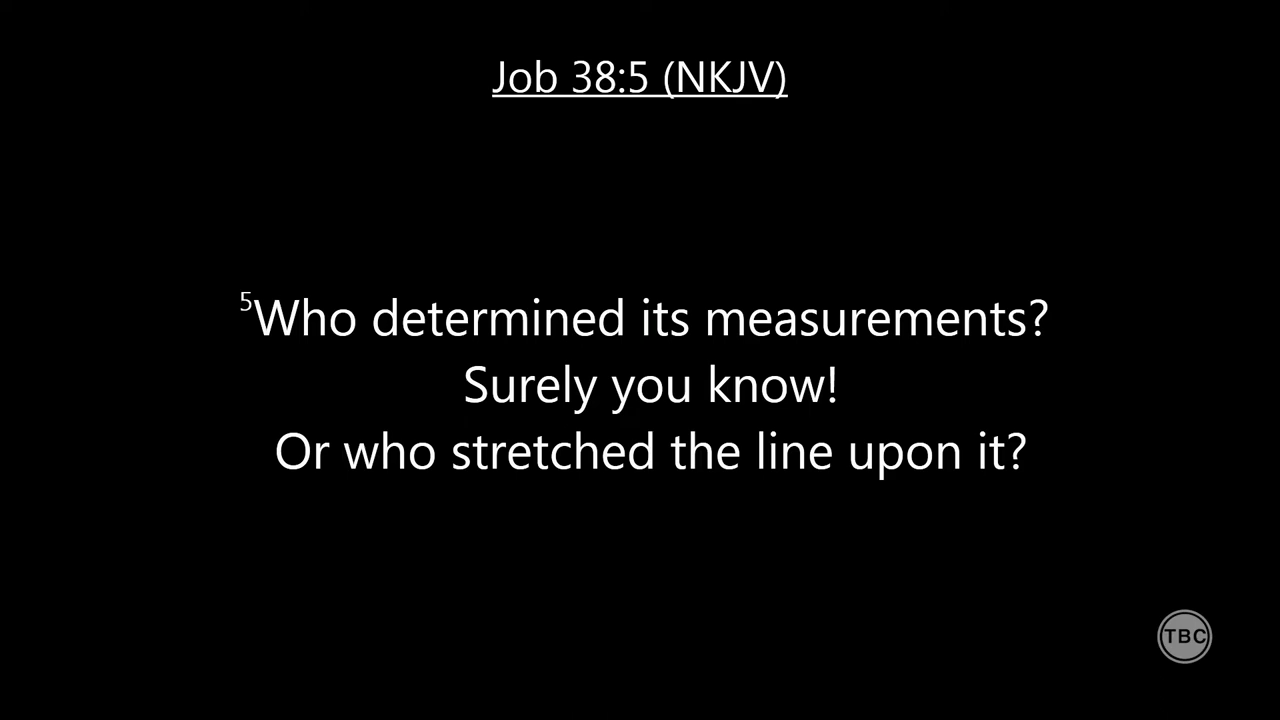 Job 38:5 (NKJV)
5Who determined its measurements?
Surely you know!
Or who stretched the line upon it?
TBC